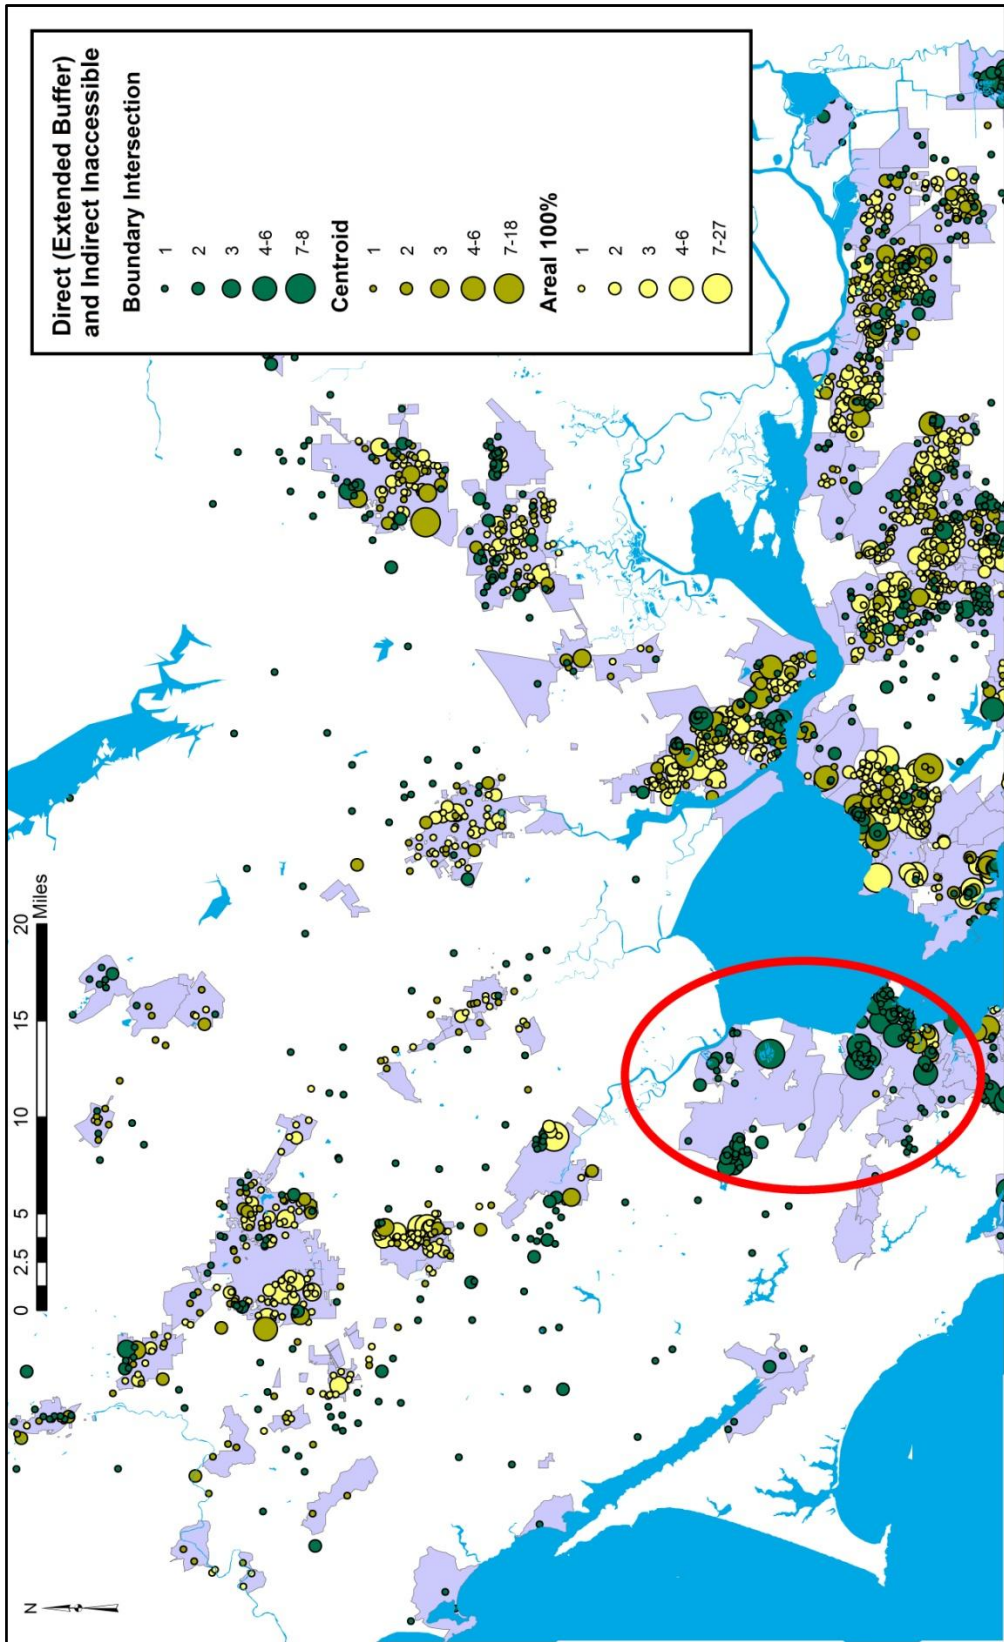 Direct (Extended Buffer)
and Indirect Inaccessible
Boundary Intersection
1
2
3
4-6
7-8
Centroid
1
2
3
4-6
7-18
Areal 100%
1
2
3
4-6
7-27
0 2.5 5 10 15 20
Miles
N